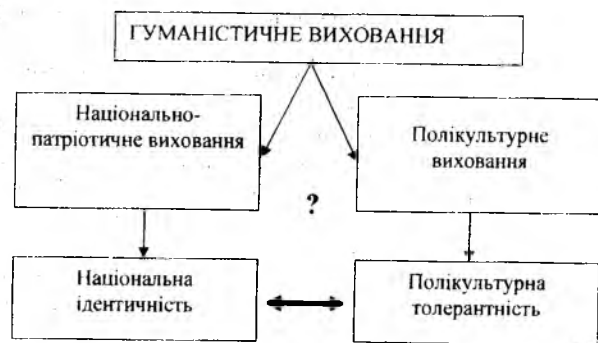 ГУМАНІСТИЧНЕ ВИХОВАННЯ
Національно-
патріотичне виховання
Полікультурне
виховання
?
Національна
ідентичність
Полікультурна
толерантність